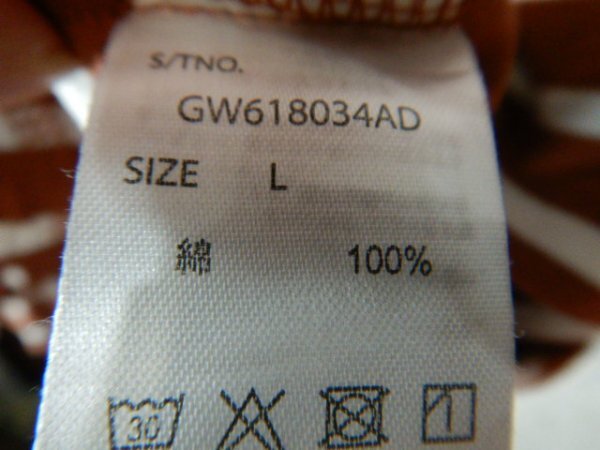 S/TNO.
GW618034AD
SIZE L
綿 100%
30